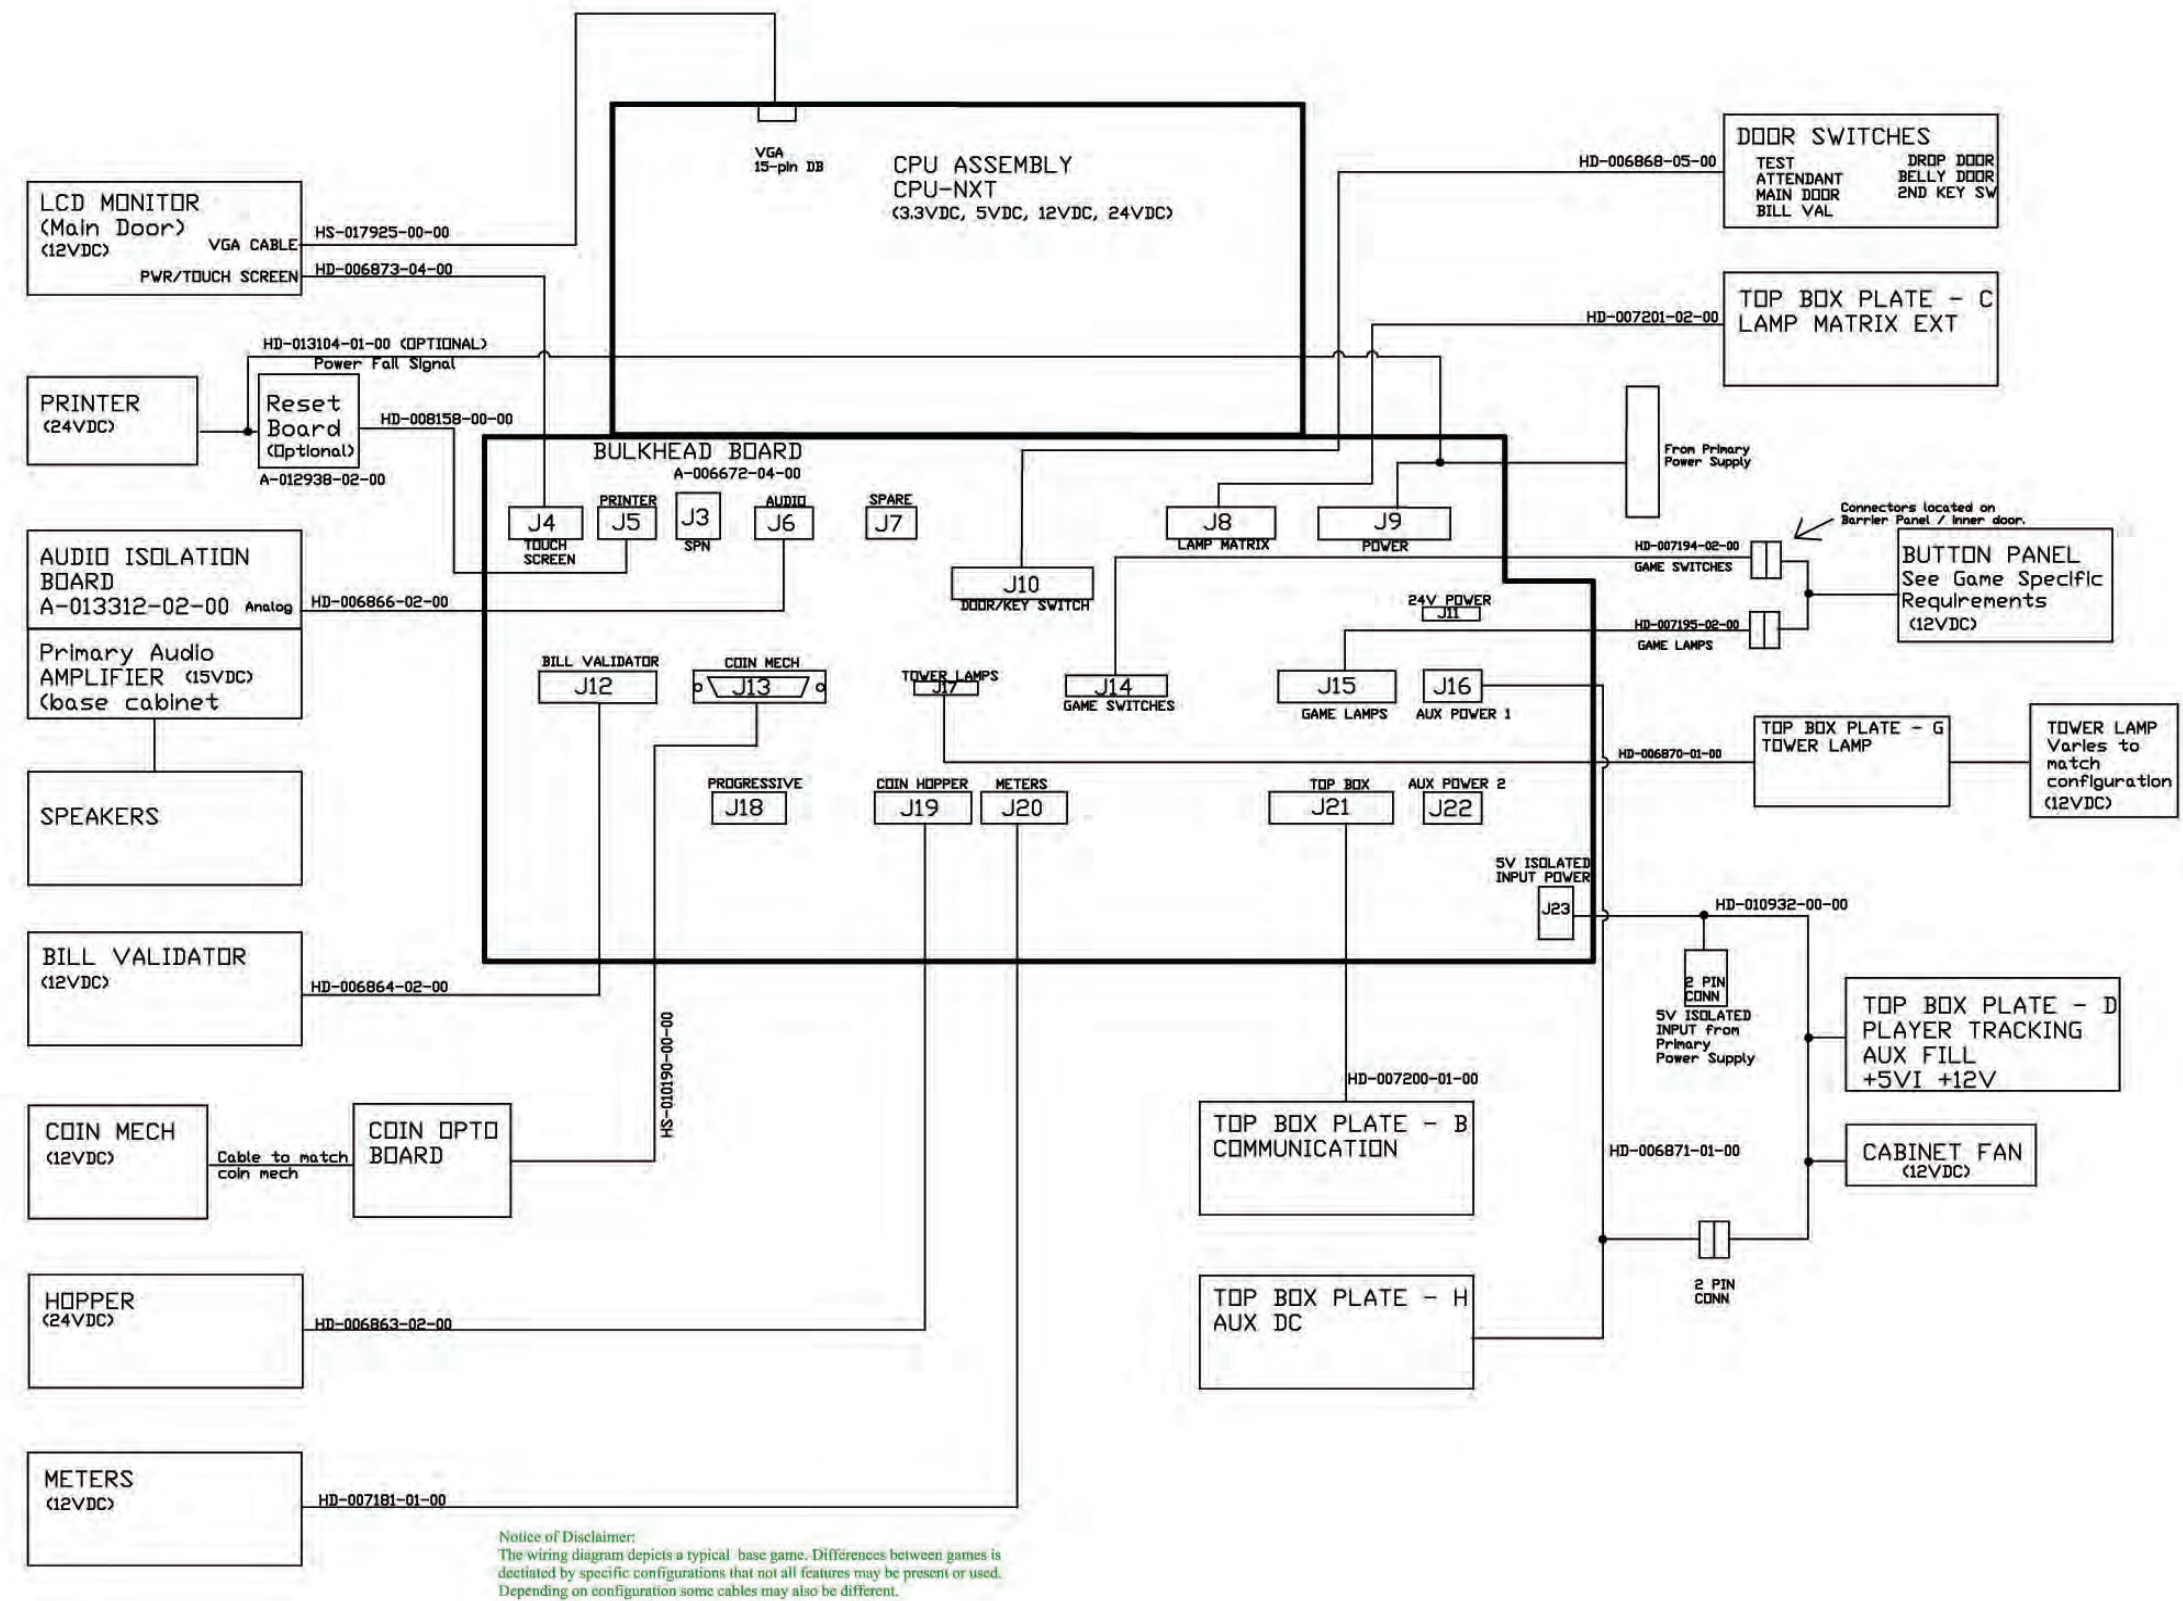 VGA
15-pin DB
CPU ASSEMBLY
CPU-NXT
(3.3VDC, 5VDC, 12VDC, 24VDC)
LCD MONITOR
(Main Door)
(12VDC)
VGA CABLE
PWR/TOUCH SCREEN
HS-017925-00-00
HD-006873-04-00
HD-013104-01-00 (OPTIONAL)
Power Fail Signal
PRINTER
(24VDC)
Reset
Board
(Optional)
A-012938-02-00
HD-008158-00-00
AUDIO ISOLATION
BOARD
A-013312-02-00 Analog
HD-006866-02-00
Primary Audio
AMPLIFIER (15VDC)
(base cabinet
SPEAKERS
BILL VALIDATOR
(12VDC)
HD-006864-02-00
COIN MECH
(12VDC)
Cable to match
coin mech
COIN OPTO
BOARD
HS-010190-00-00
HOPPER
(24VDC)
HD-006863-02-00
METERS
(12VDC)
HD-007181-01-00
BULKHEAD BOARD
A-006672-04-00
J4
TOUCH
SCREEN
PRINTER
J5
J3
SPN
AUDIO
J6
SPARE
J7
J8
LAMP MATRIX
J9
POWER
J10
DOOR/KEY SWITCH
24V POWER
J11
BILL VALIDATOR
J12
COIN MECH
J13
TOWER LAMPS
J17
J14
GAME SWITCHES
J15
GAME LAMPS
J16
AUX POWER 1
PROGRESSIVE
J18
COIN HOPPER
J19
METERS
J20
TOP BOX
J21
AUX POWER 2
J22
5V ISOLATED
INPUT POWER
J23
HD-006868-05-00
DOOR SWITCHES
TEST
ATTENDANT
MAIN DOOR
BILL VAL
DROP DOOR
BELLY DOOR
2ND KEY SW
HD-007201-02-00
TOP BOX PLATE - C
LAMP MATRIX EXT
From Primary
Power Supply
Connectors located on
Barrier Panel / inner door.
HD-007194-02-00
GAME SWITCHES
HD-007195-02-00
GAME LAMPS
BUTTON PANEL
See Game Specific
Requirements
(12VDC)
HD-006870-01-00
TOP BOX PLATE - G
TOWER LAMP
TOWER LAMP
Varies to
match
configuration
(12VDC)
HD-010932-00-00
2 PIN
CONN
5V ISOLATED
INPUT from
Primary
Power Supply
TOP BOX PLATE - D
PLAYER TRACKING
AUX FILL
+5VI +12V
CABINET FAN
(12VDC)
HD-006871-01-00
2 PIN
CONN
HD-007200-01-00
TOP BOX PLATE - B
COMMUNICATION
TOP BOX PLATE - H
AUX DC
Notice of Disclaimer:
The wiring diagram depicts a typical base game. Differences between games is
dectiated by specific configurations that not all features may be present or used.
Depending on configuration some cables may also be different.